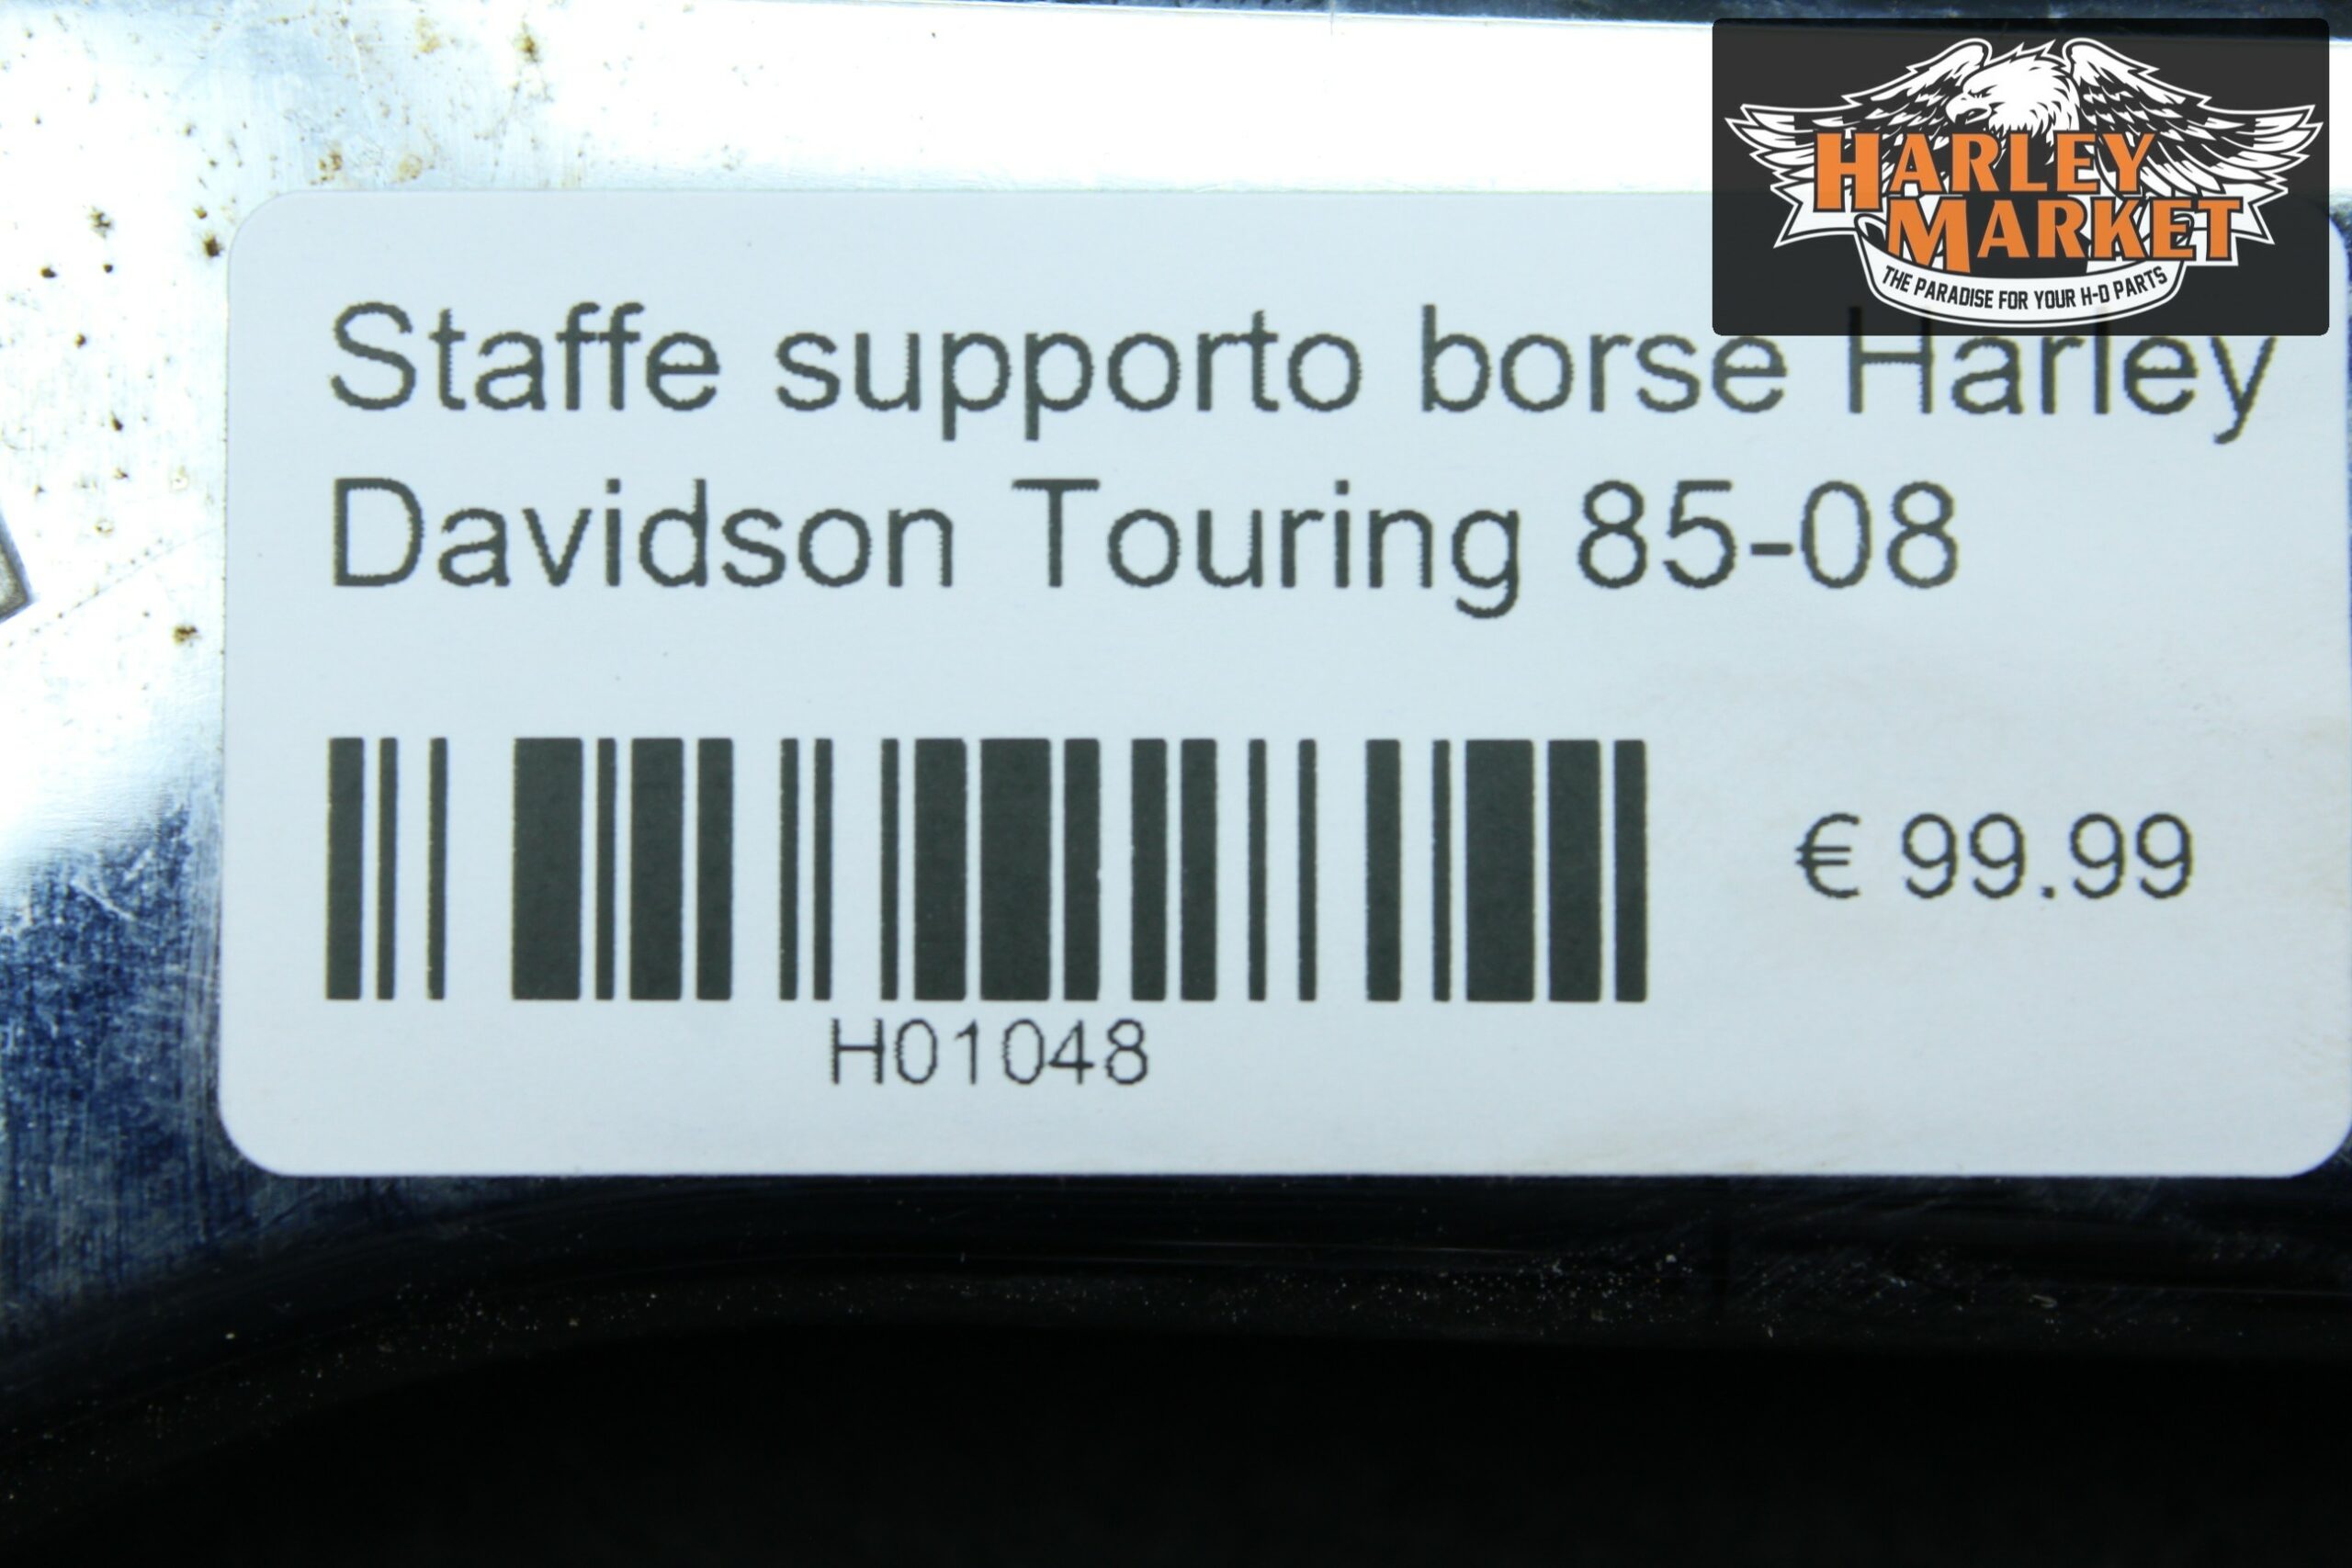 HARLEY
MARKET
THE PARADISE FOR YOUR H-D PARTS
Staffe supporto borse Harley
Davidson Touring 85-08
€ 99.99
H01048